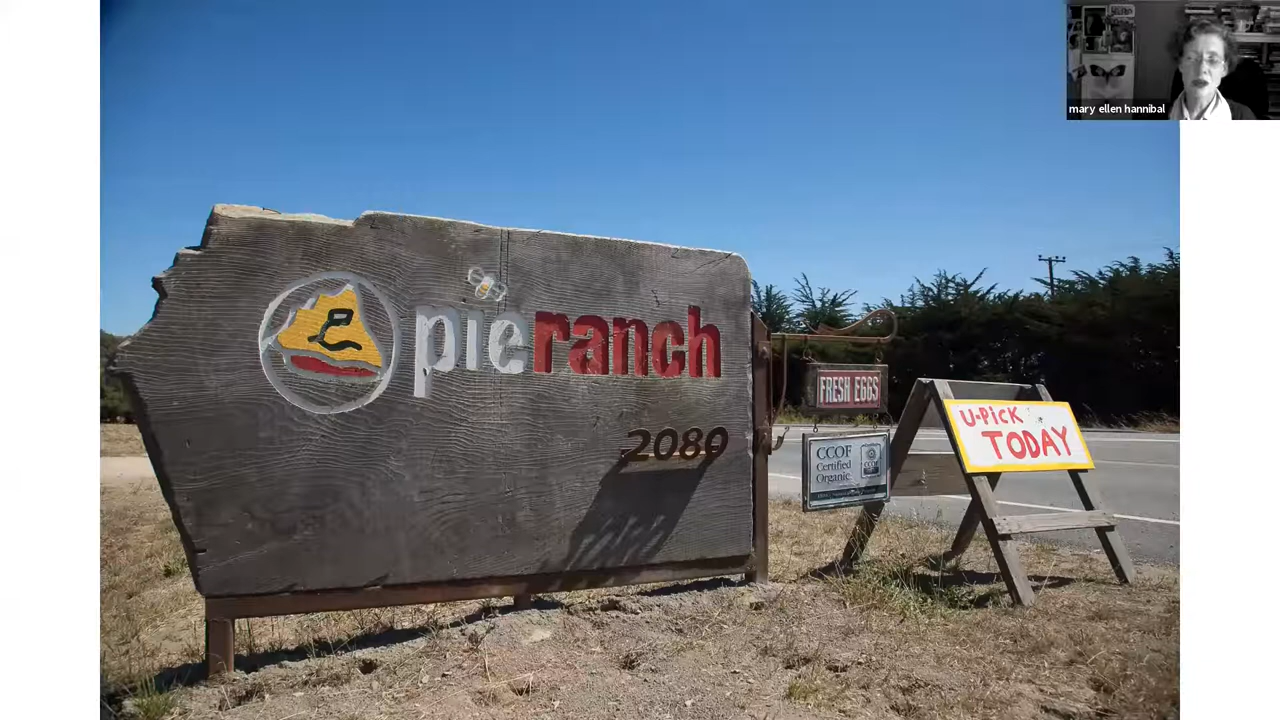 mary ellen hannibal
pieranch
2080
FRESH EGGS
CCOF
Certified
Organic
U-PICK
TODAY